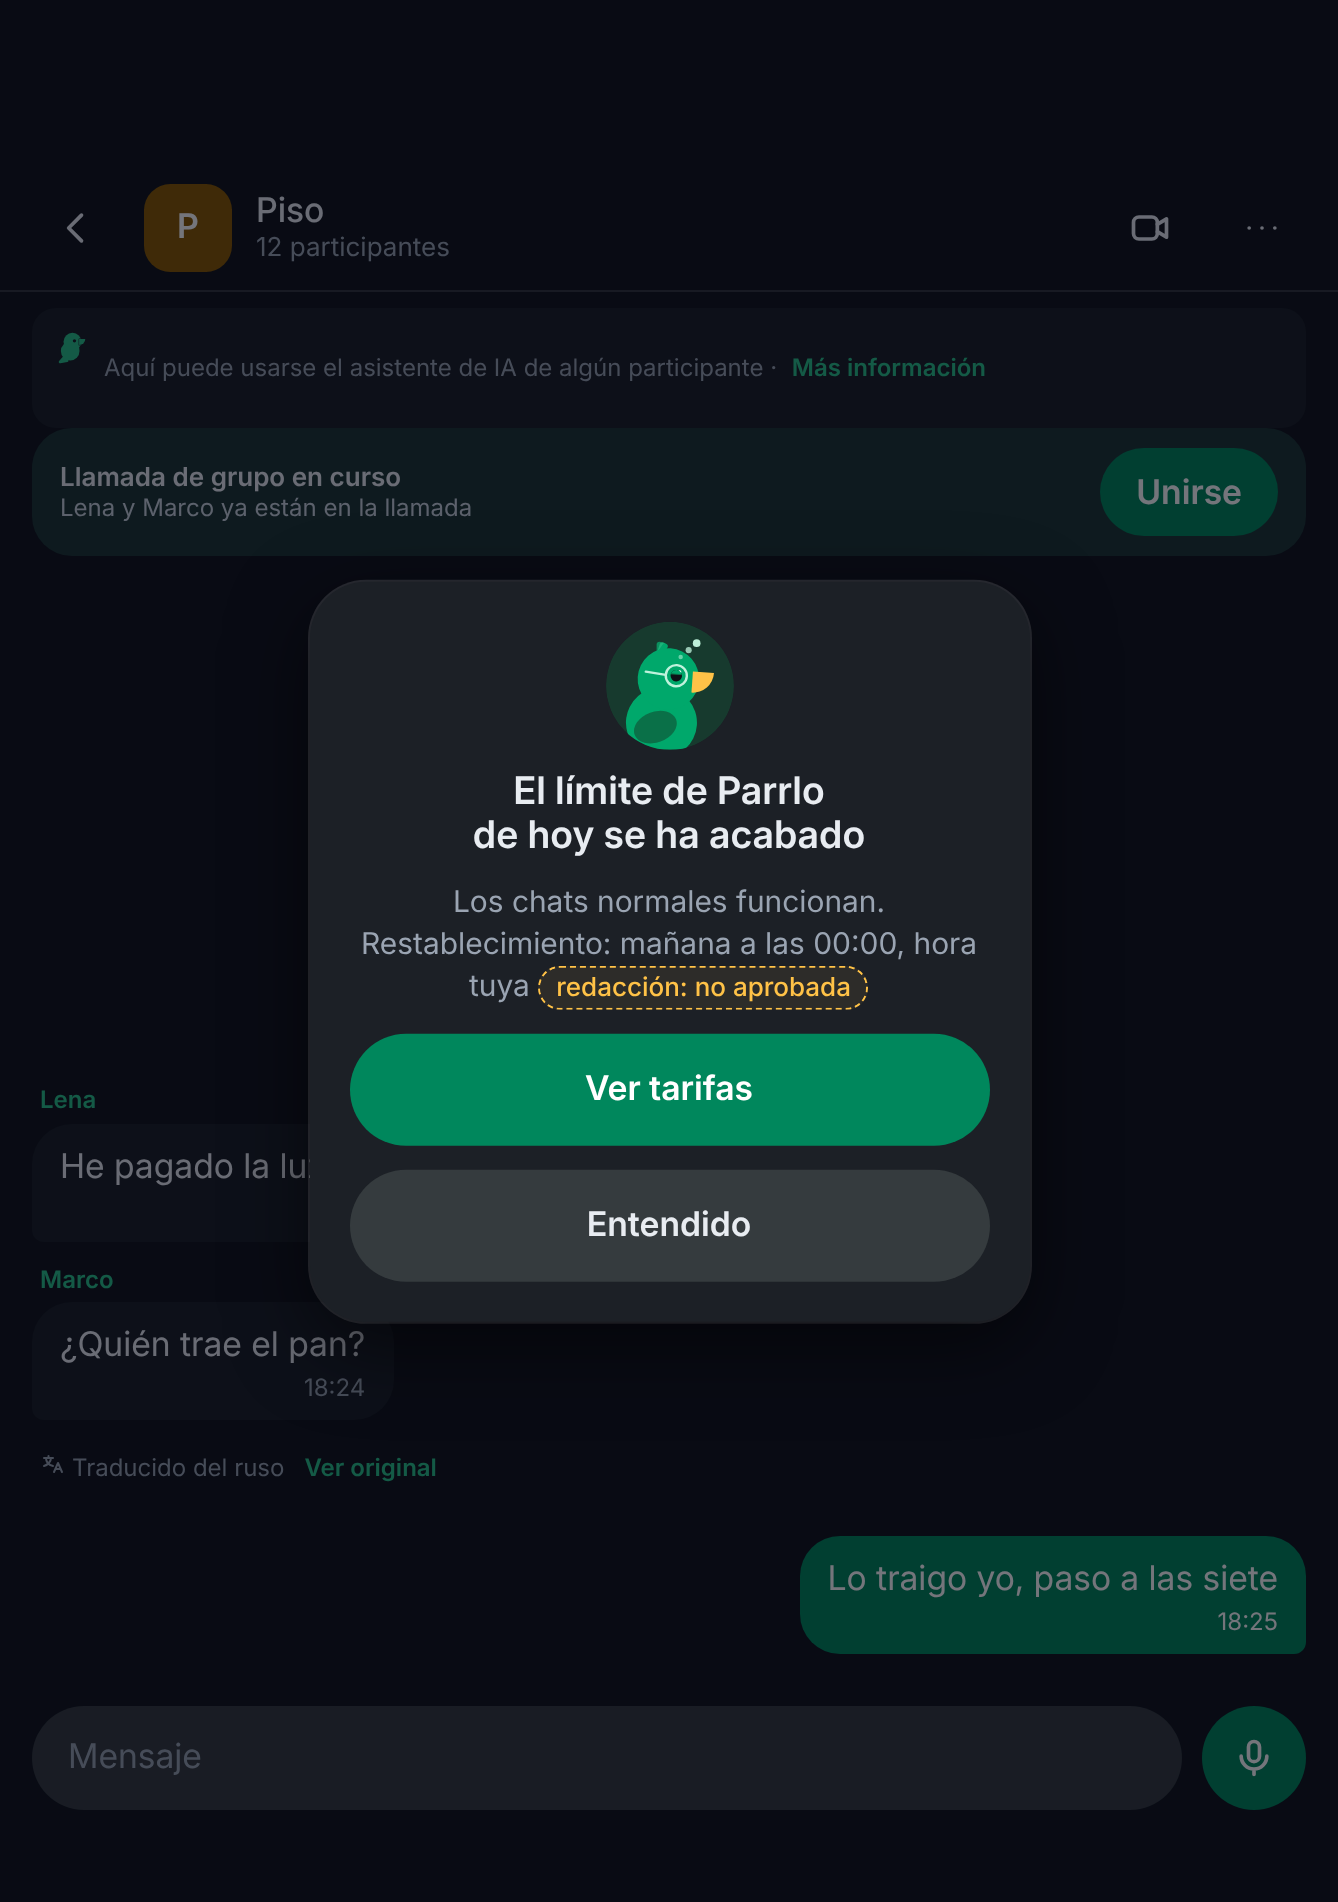 P
Piso
12 participantes
Aquí puede usarse el asistente de IA de algún participante · Más información
Llamada de grupo en curso
Lena y Marco ya están en la llamada
Unirse
El límite de Parrlo
de hoy se ha acabado
Los chats normales funcionan.
Restablecimiento: mañana a las 00:00, hora
tuya redacción: no aprobada
Ver tarifas
Entendido
Lena
He pagado la
Marco
¿Quién trae el pan?
18:24
Traducido del ruso Ver original
Lo traigo yo, paso a las siete
18:25
Mensaje